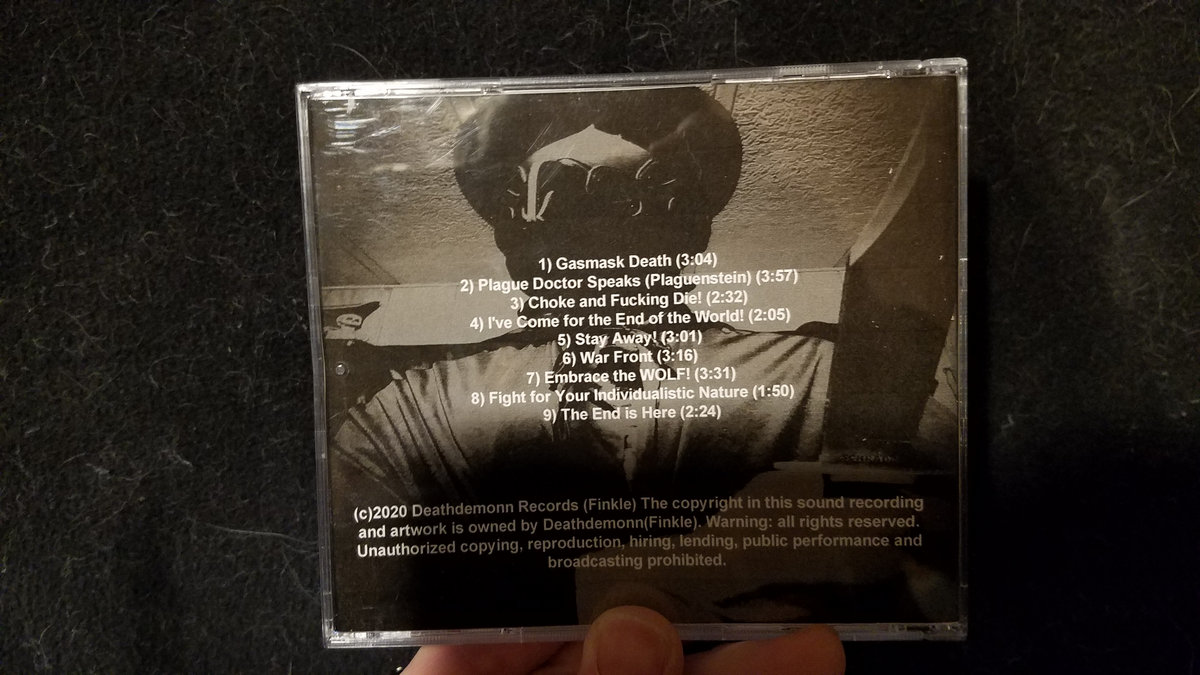 1) Gasmask Death (3:04)
2) Plague Doctor Speaks (Plaguenstein) (3:57)
3) Choke and Fucking Die! (2:32)
4) I've Come for the End of the World! (2:05)
5) Stay Away! (3:01)
6) War Front (3:16)
7) Embrace the WOLF! (3:31)
8) Fight for Your Individualistic Nature (1:50)
9) The End is Here (2:24)
(c)2020 Deathdemonn Records (Finkle) The copyright in this sound recording
and artwork is owned by Deathdemonn(Finkle). Warning: all rights reserved.
Unauthorized copying, reproduction, hiring, lending, public performance and
broadcasting prohibited.